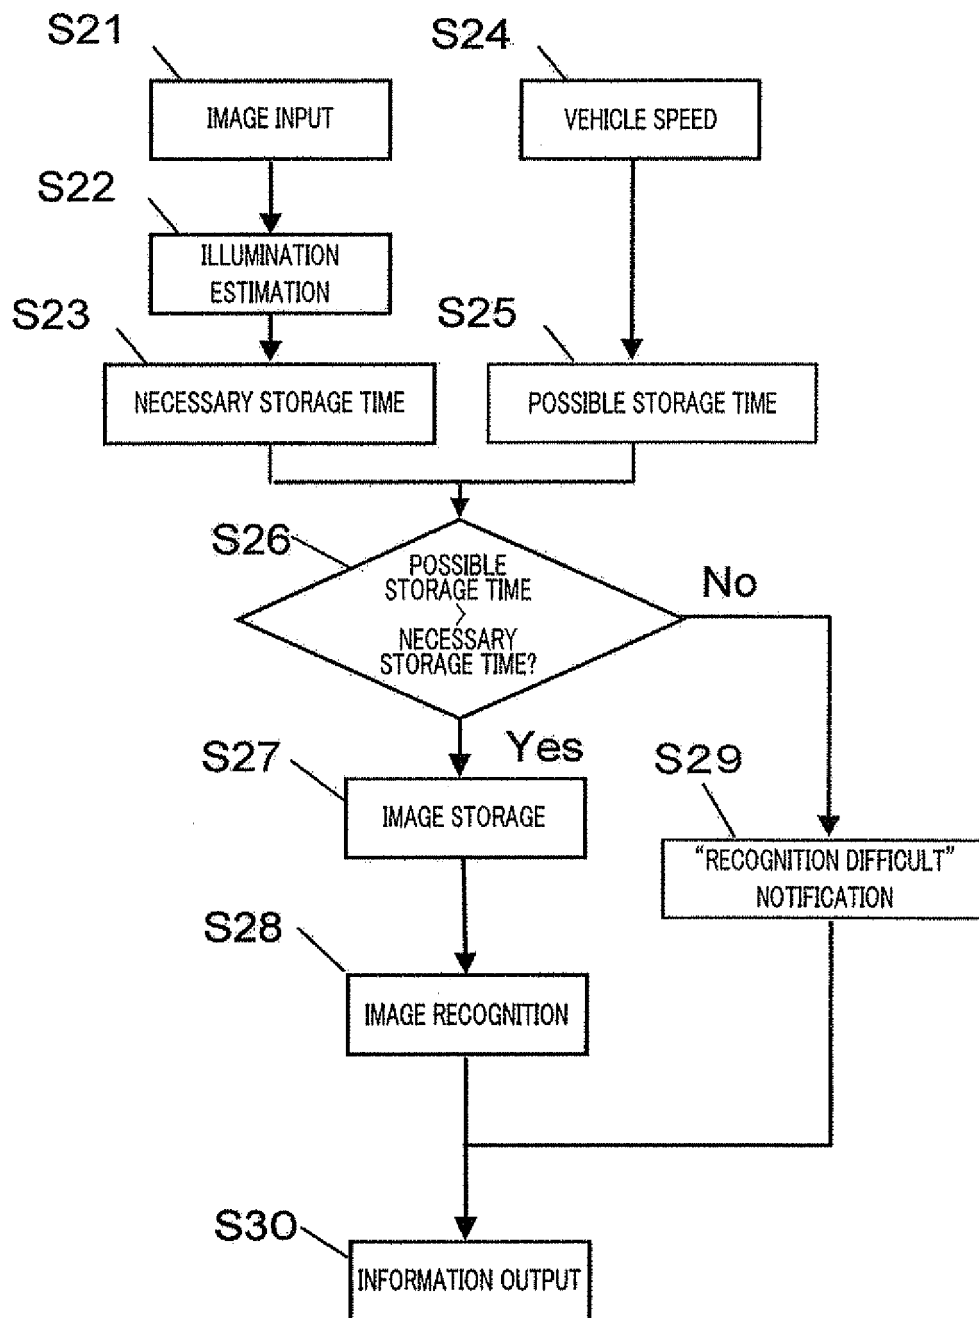 S21
IMAGE INPUT
S24
VEHICLE SPEED
S22
ILLUMINATION
ESTIMATION
S23
NECESSARY STORAGE TIME
S25
POSSIBLE STORAGE TIME
S26
POSSIBLE
STORAGE TIME
>
NECESSARY
STORAGE TIME?
No
Yes
S27
IMAGE STORAGE
S29
“RECOGNITION DIFFICULT”
NOTIFICATION
S28
IMAGE RECOGNITION
S30
INFORMATION OUTPUT